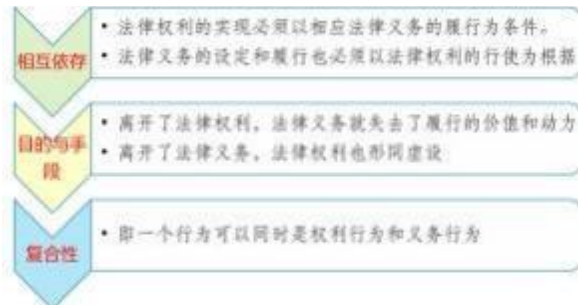 相互依存
• 法律权利的实现必须以相应法律义务的履行为条件。
• 法律义务的设定和履行也必须以法律权利的行使为根据
目的与手
段
• 离开了法律权利，法律义务就失去了履行的价值和动力
• 离开了法律义务，法律权利也形同虚设
复合性
• 即一个行为可以同时是权利行为和义务行为